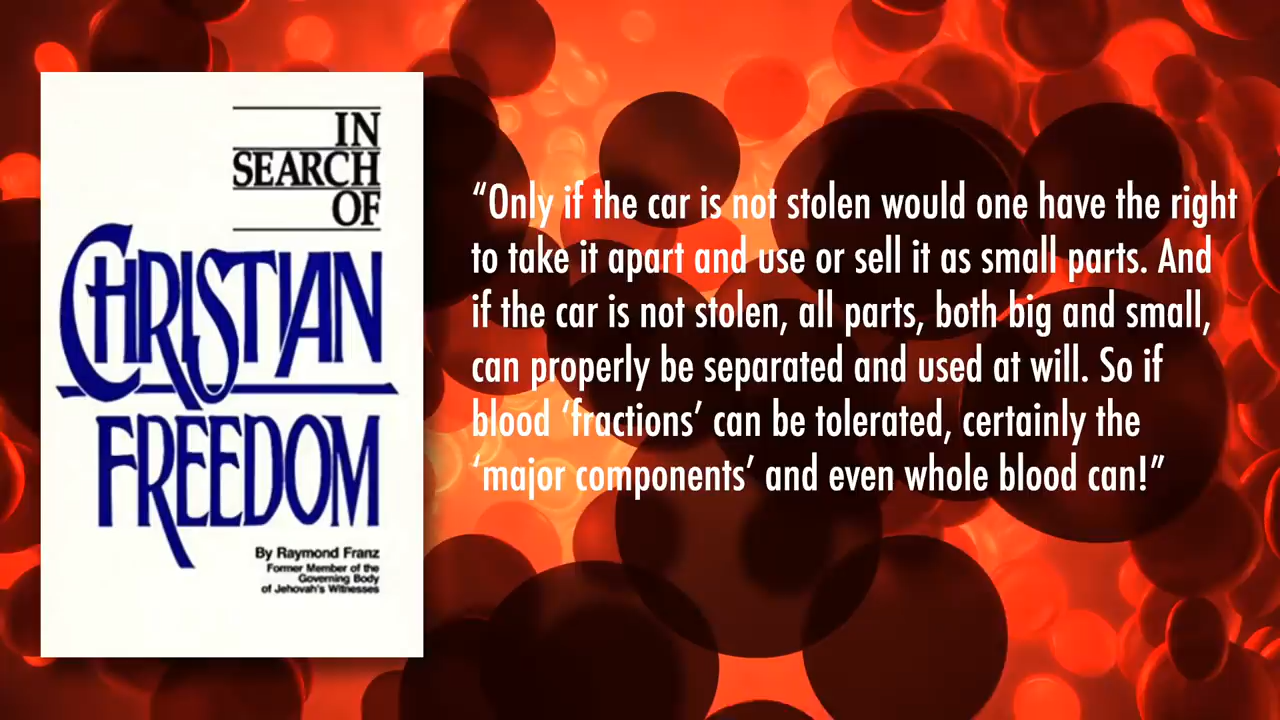 IN
SEARCH
OF
CHRISTIAN
FREEDOM
By Raymond Franz
Former Member of the
Governing Body
of Jehovah's Witnesses
“Only if the car is not stolen would one have the right
to take it apart and use or sell it as small parts. And
if the car is not stolen, all parts, both big and small,
can properly be separated and used at will. So if
blood ‘fractions’ can be tolerated, certainly the
‘major components’ and even whole blood can!”